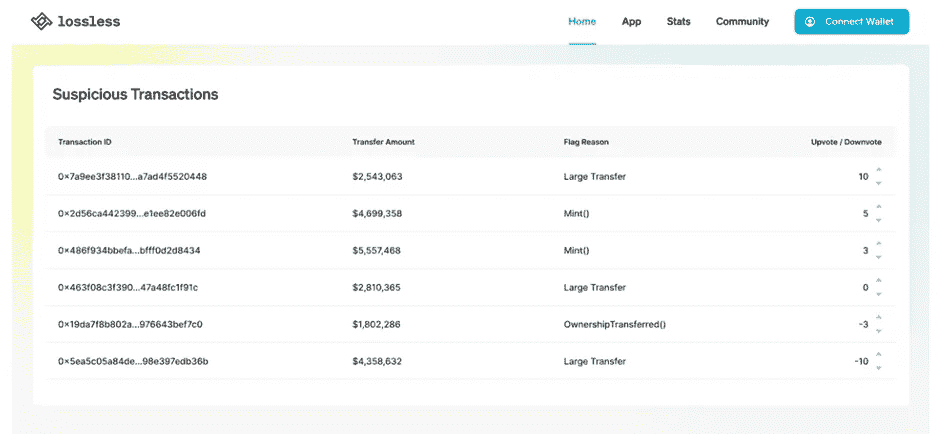 lossless Home App Stats Community Connect Wallet
Suspicious Transactions
Transaction ID Transfer Amount Flag Reason Upvote / Downvote
0×7a9ee3f38110...a7ad4f5520448 $2,543,063 Large Transfer 10
0×2d56ca442399...e1ee82e006fd $4,699,358 Mint() 5
0×486f934bbefa...bfff0d2d8434 $5,557,468 Mint() 3
0×463f08c3f390...47a48fc1f91c $2,810,365 Large Transfer 0
0×19da7f8b802a...976643bef7c0 $1,802,286 OwnershipTransferred() -3
0×5ea5c05a84de...98e397edb36b $4,358,632 Large Transfer -10